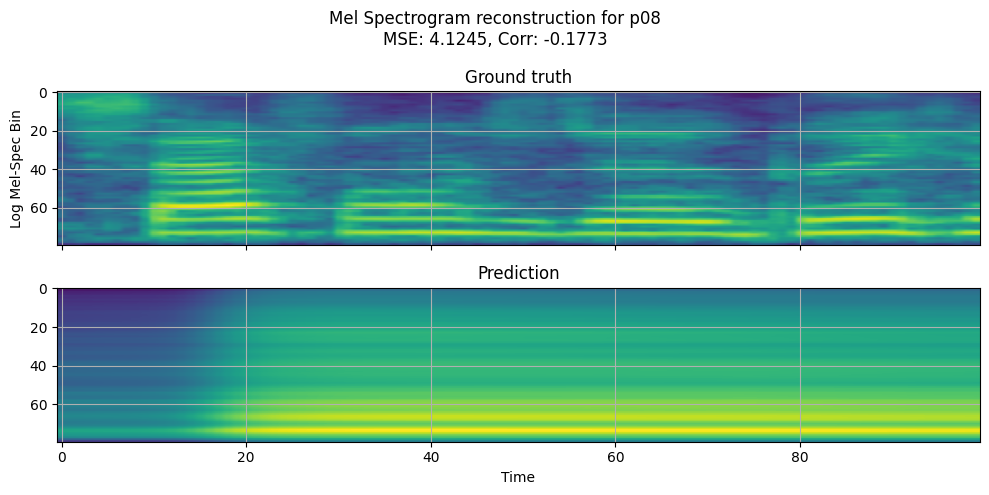 Mel Spectrogram reconstruction for p08
MSE: 4.1245, Corr: -0.1773
Ground truth
0
20
40
60
Log Mel-Spec Bin
Prediction
0
20
40
60
0 20 40 60 80
Time